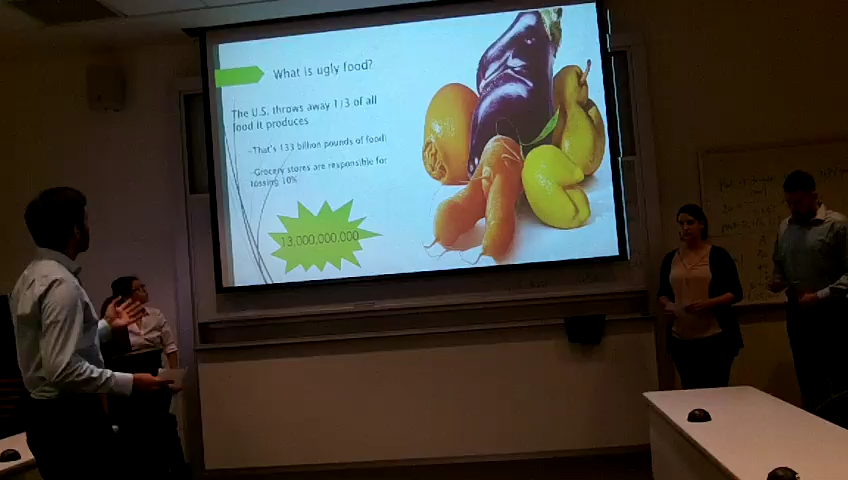 What is ugly food?
The U.S. throws away 1/3 of all
food it produces
-That's 133 billion pounds of food!
-Grocery stores are responsible for
tossing 10%
13,000,000,000